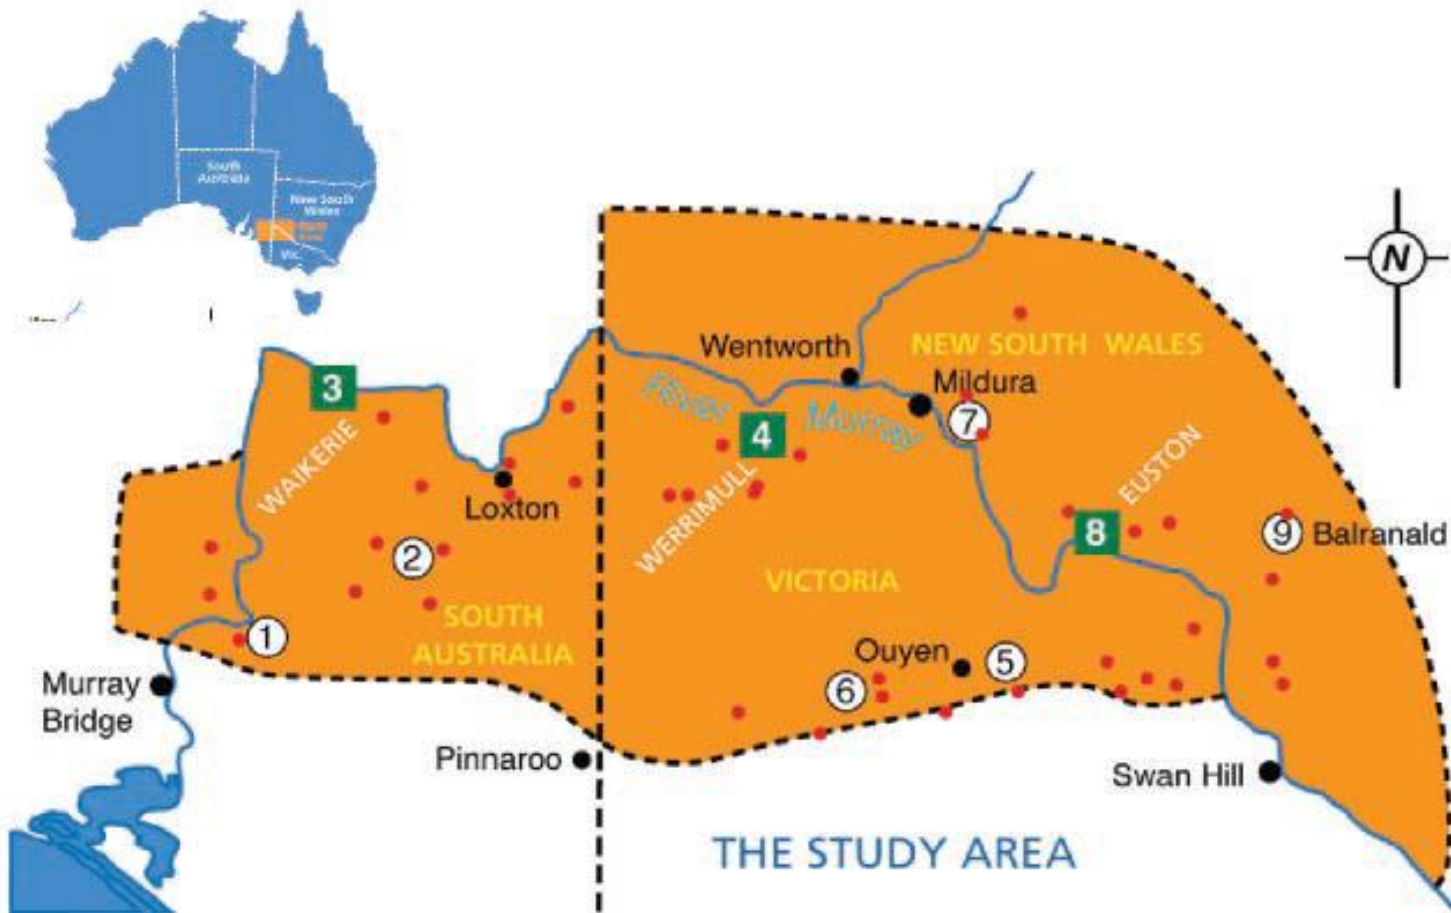 South
Australia
New South
Wales
Vic.
N
Wentworth
NEW SOUTH WALES
3
Mildura
Fiver
4
Murray
7
WAIKERIE
EUSTON
Loxton
WERRIMULL
8
9
Balranald
2
VICTORIA
SOUTH
AUSTRALIA
1
Ouyen
5
6
Murray
Bridge
Pinnaroo
Swan Hill
THE STUDY AREA